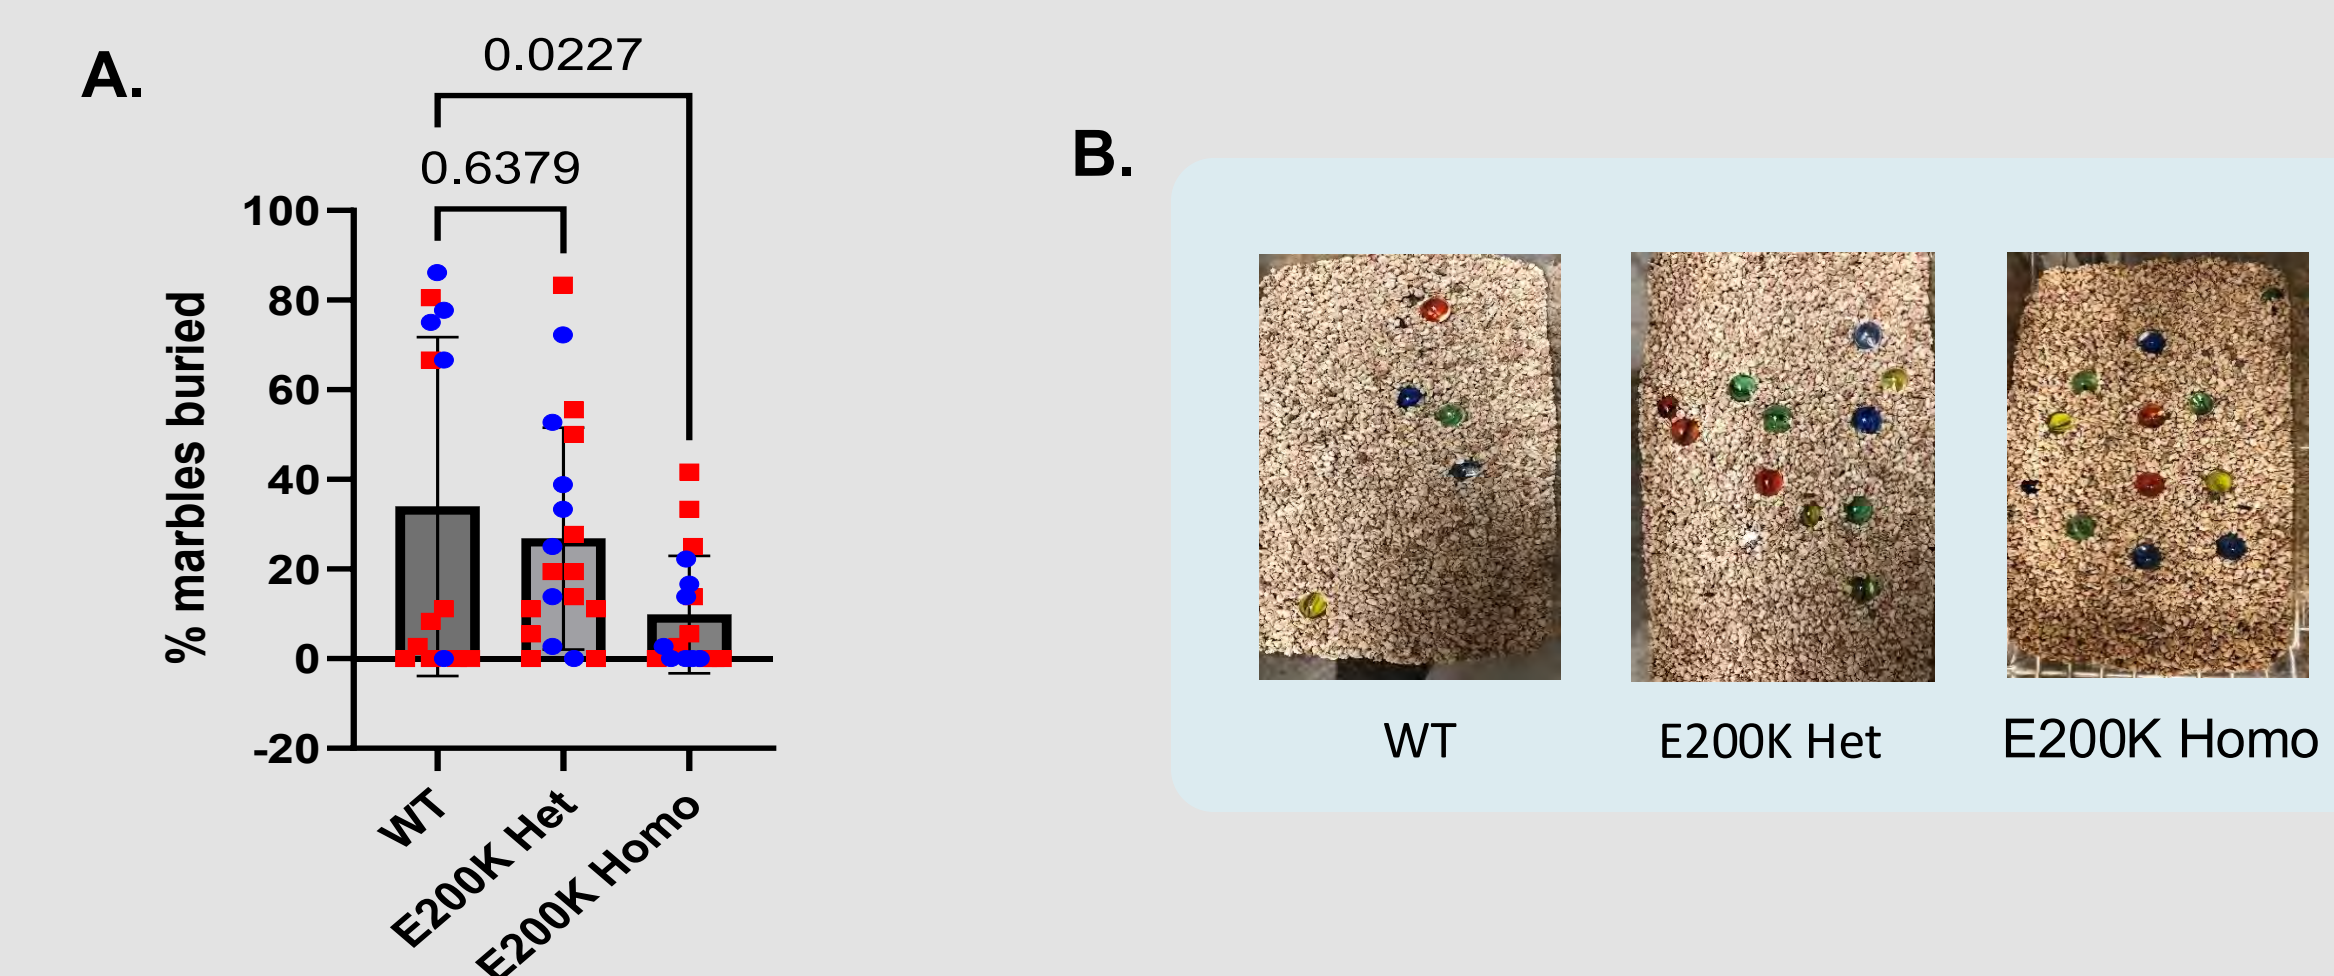 A.
0.0227
0.6379
100
80
60
40
20
0
-20
% marbles buried
WT
E200K Het
E200K Homo
B.
WT
E200K Het
E200K Homo